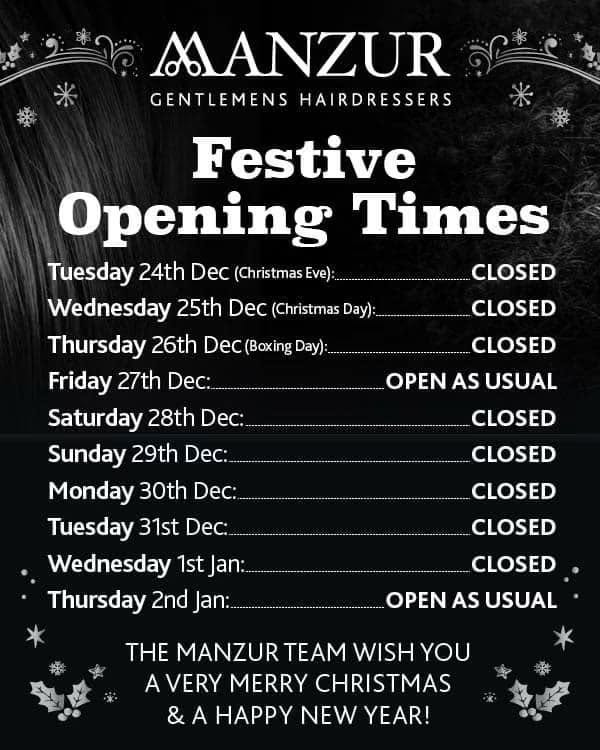 MANZUR
GENTLEMENS HAIRDRESSERS
Festive
Opening Times
Tuesday 24th Dec (Christmas Eve): CLOSED
Wednesday 25th Dec (Christmas Day): CLOSED
Thursday 26th Dec (Boxing Day): CLOSED
Friday 27th Dec: OPEN AS USUAL
Saturday 28th Dec: CLOSED
Sunday 29th Dec: CLOSED
Monday 30th Dec: CLOSED
Tuesday 31st Dec: CLOSED
Wednesday 1st Jan: CLOSED
Thursday 2nd Jan: OPEN AS USUAL
THE MANZUR TEAM WISH YOU
A VERY MERRY CHRISTMAS
& A HAPPY NEW YEAR!